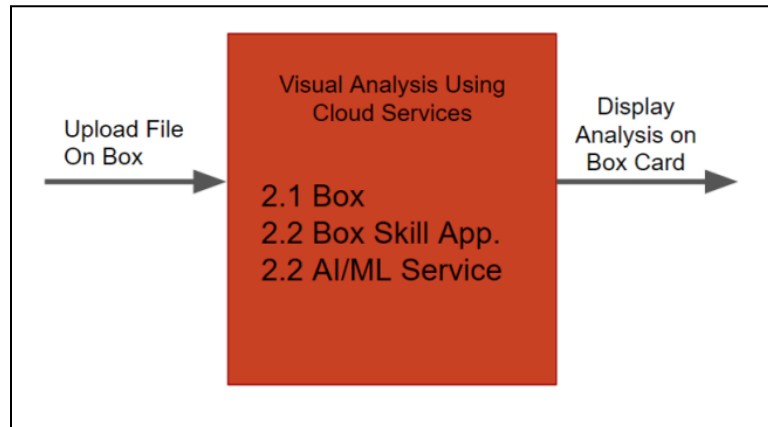 Upload File
On Box
Visual Analysis Using
Cloud Services
2.1 Box
2.2 Box Skill App.
2.2 AI/ML Service
Display
Analysis on
Box Card